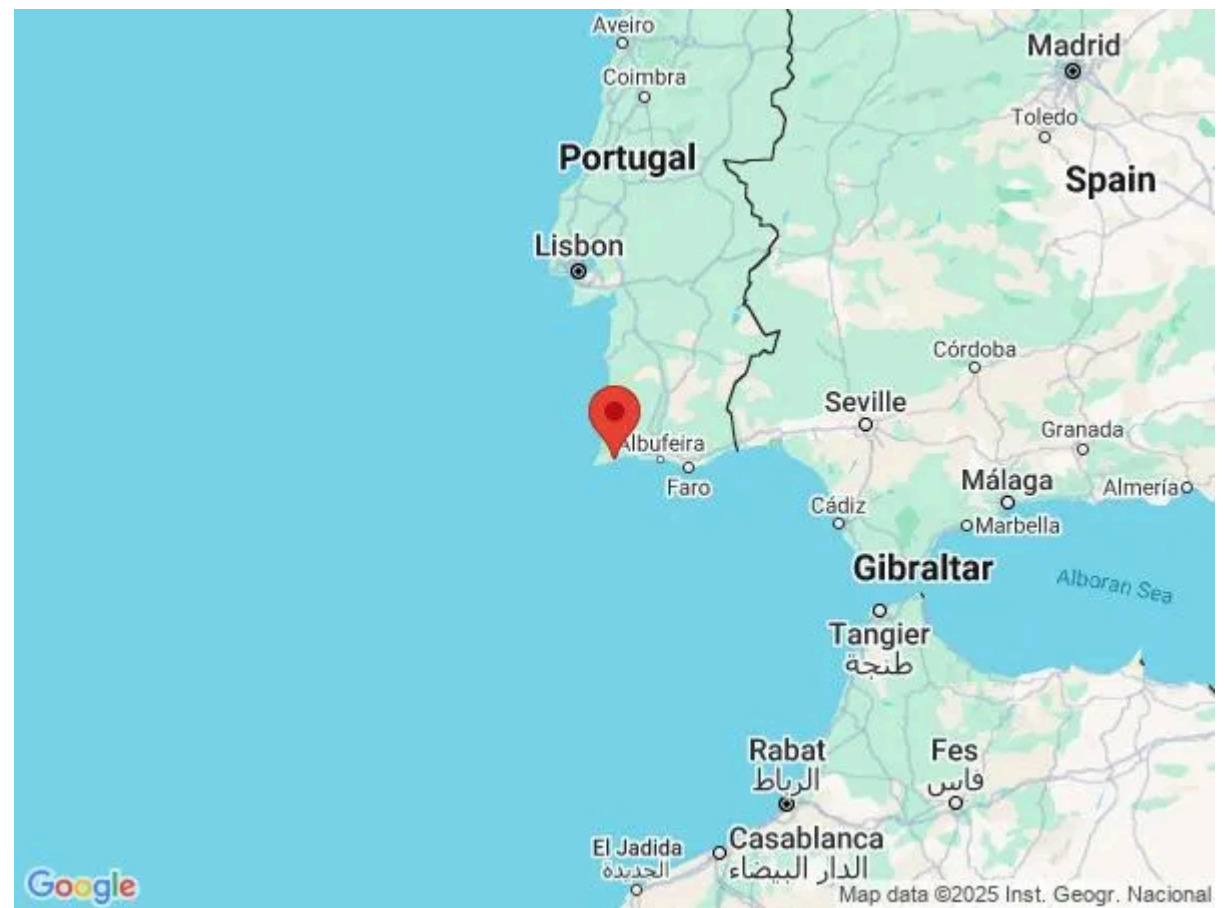 Aveiro
Madrid
Coimbra
Toledo
Portugal
Spain
Lisbon
Córdoba
Seville
Albufeira
Granada
Faro
Málaga
Almería
Cádiz
Marbella
Gibraltar
Alboran Sea
Tangier
طنجة
Rabat
الرباط
Fes
فاس
Casablanca
الدار البيضاء
El Jadida
الجديدة
Google
Map data ©2025 Inst. Geogr. Nacional